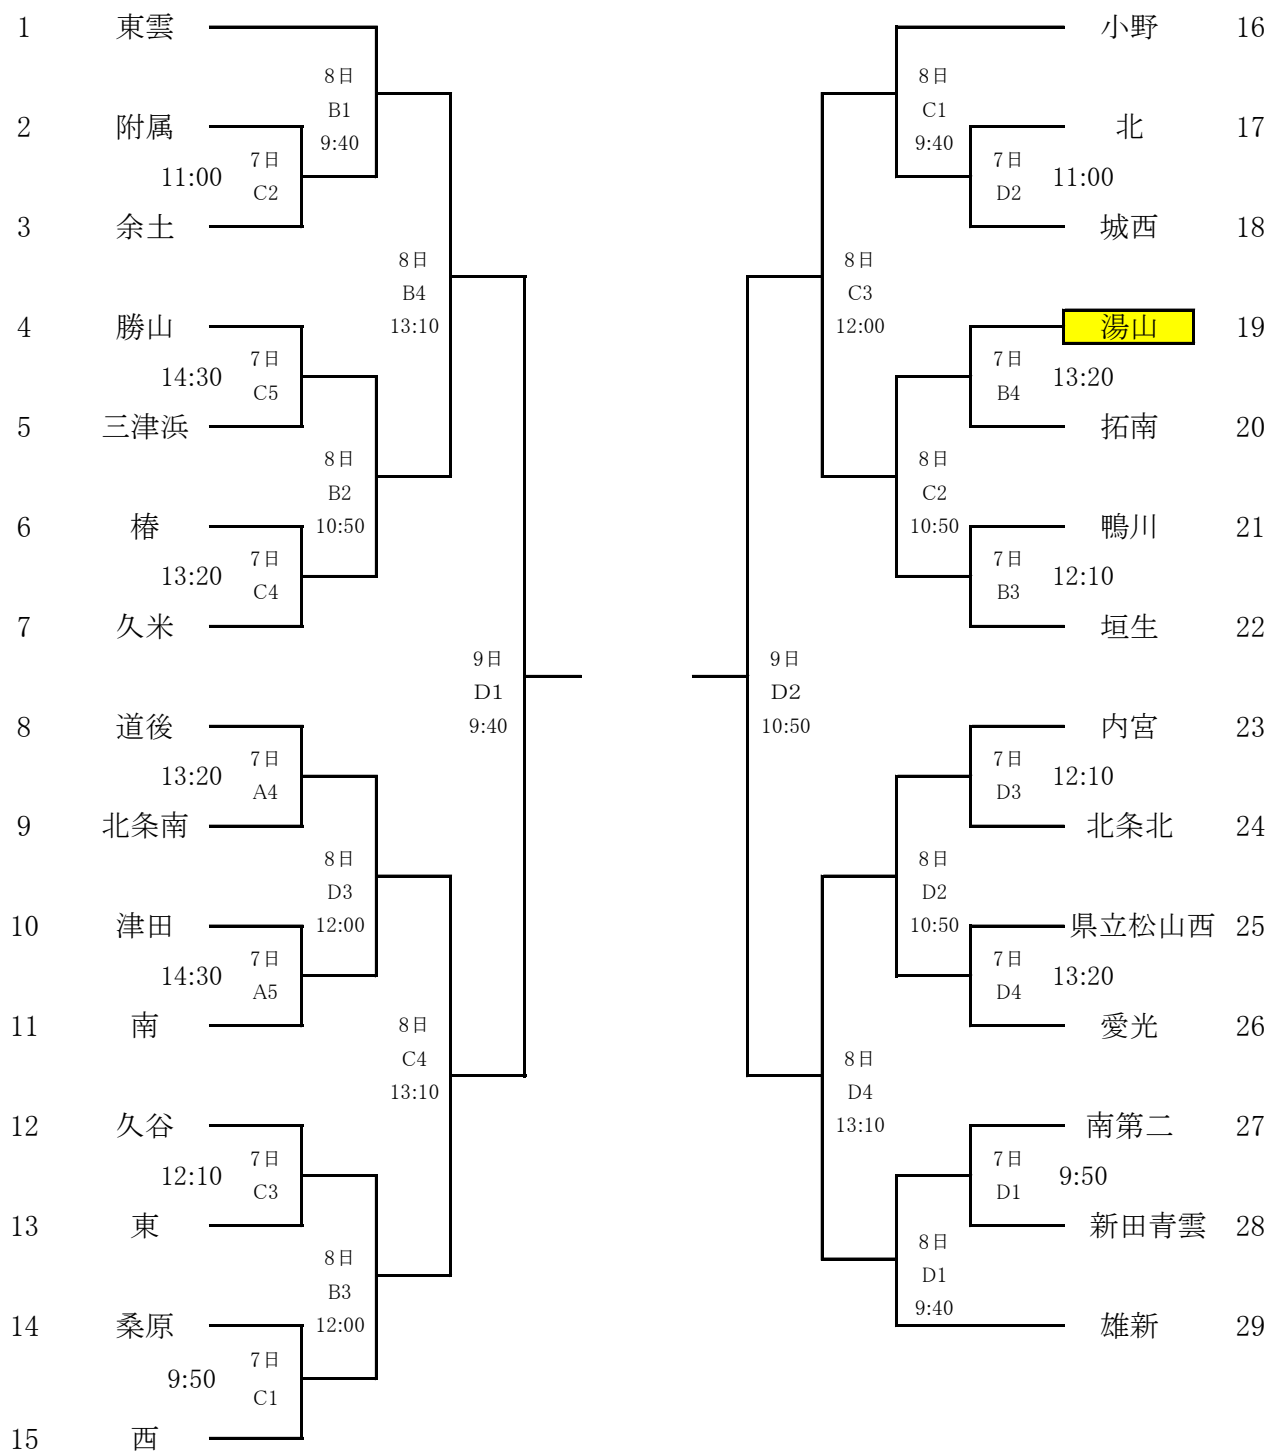 1 東雲
8日
B1
9:40
2 附属
11:00
7日
C2
3 余土
8日
B4
13:10
4 勝山
14:30
7日
C5
5 三津浜
8日
B2
10:50
6 椿
13:20
7日
C4
7 久米
9日
D1
9:40
8 道後
13:20
7日
A4
9 北条南
8日
D3
12:00
10 津田
14:30
7日
A5
11 南
8日
C4
13:10
12 久谷
12:10
7日
C3
13 東
8日
B3
12:00
14 桑原
9:50
7日
C1
15 西
小野 16
8日
C1
9:40
北 17
7日
D2
11:00
城西 18
8日
C3
12:00
湯山 19
7日
B4
13:20
拓南 20
8日
C2
10:50
鴨川 21
7日
B3
12:10
垣生 22
9日
D2
10:50
内宮 23
7日
D3
12:10
北条北 24
8日
D2
10:50
県立松山西 25
7日
D4
13:20
愛光 26
8日
D4
13:10
南第二 27
7日
D1
9:50
新田青雲 28
8日
D1
9:40
雄新 29